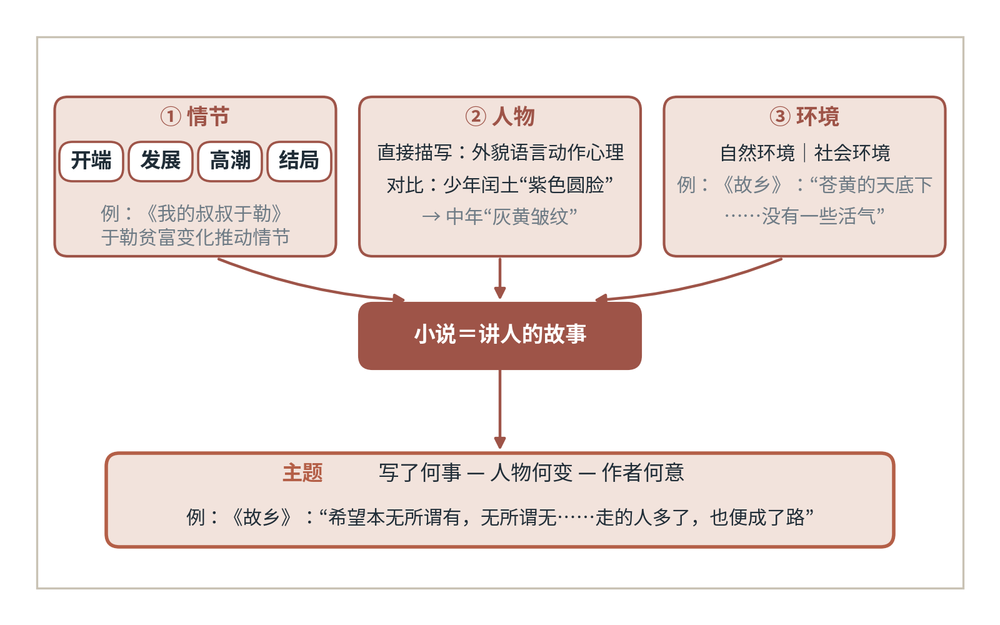 ① 情节
开端 发展 高潮 结局
例：《我的叔叔于勒》
于勒贫富变化推动情节
② 人物
直接描写：外貌语言动作心理
对比：少年闰土“紫色圆脸”
→ 中年“灰黄皱纹”
③ 环境
自然环境｜社会环境
例：《故乡》：“苍黄的天底下
……没有一些活气”
小说＝讲人的故事
主题 写了何事 — 人物何变 — 作者何意
例：《故乡》：“希望本无所谓有，无所谓无……走的人多了，也便成了路”